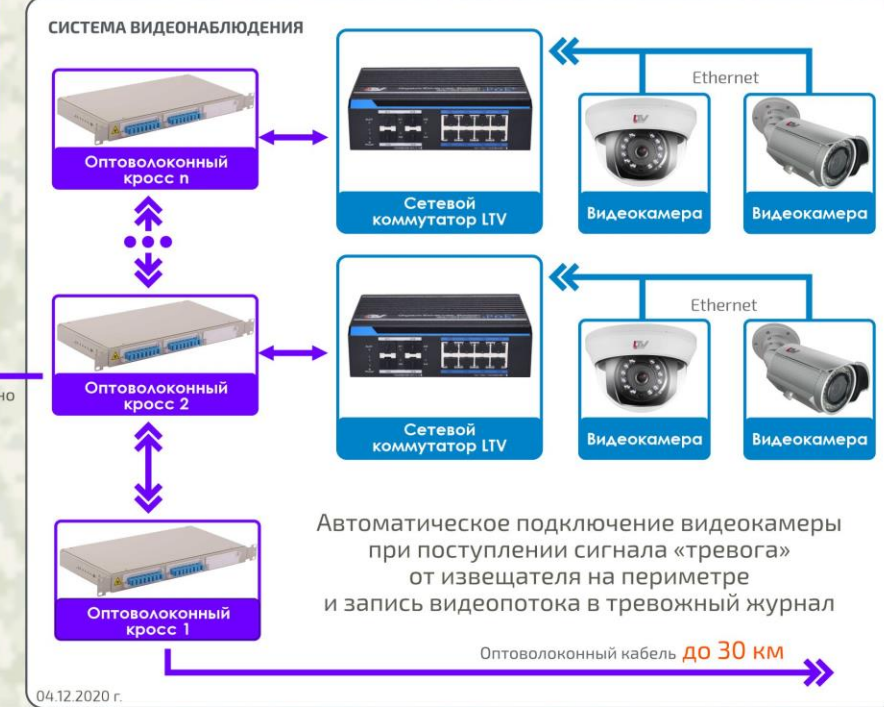 СИСТЕМА ВИДЕОНАБЛЮДЕНИЯ
Оптоволоконный
кросс n
Сетевой
коммутатор LTV
Ethernet
Видеокамера
Видеокамера
Оптоволоконный
кросс 2
Сетевой
коммутатор LTV
Ethernet
Видеокамера
Видеокамера
Оптоволоконный
кросс 1
Автоматическое подключение видеокамеры
при поступлении сигнала «тревога»
от извещателя на периметре
и запись видеопотока в тревожный журнал
Оптоволоконный кабель до 30 км
04.12.2020 г.